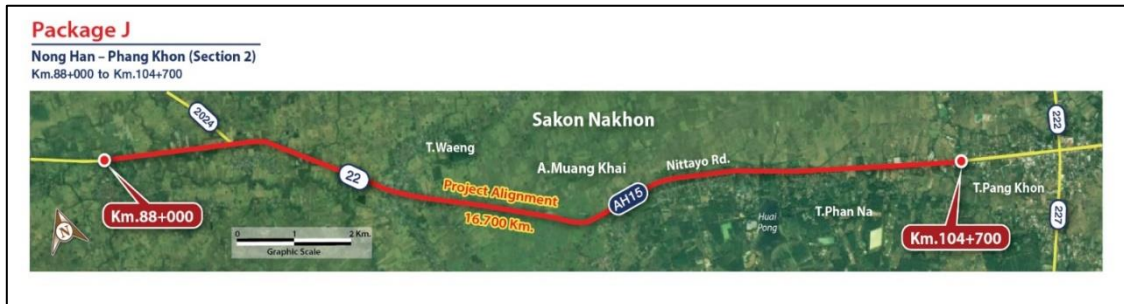 Package J
Nong Han – Phang Khon (Section 2)
Km.88+000 to Km.104+700
2024
Sakon Nakhon
222
T.Waeng
A.Muang Khai
Nittayo Rd.
22
Project Alignment
16.700 Km.
AH15
T.Pang Khon
Km.88+000
Huai
Pong
T.Phan Na
227
Km.104+700
N
0 1 2 Km.
Graphic Scale